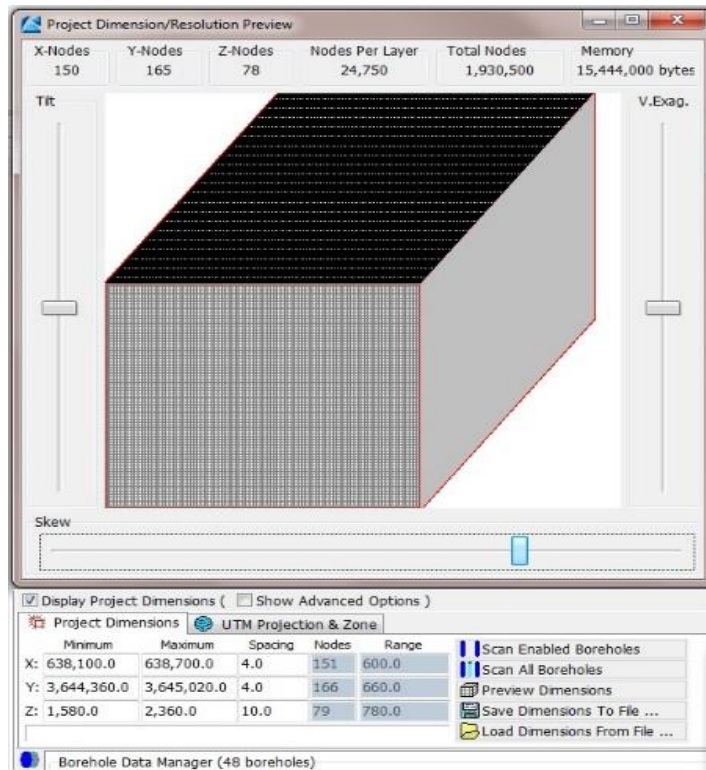 Project Dimension/Resolution Preview
X-Nodes Y-Nodes Z-Nodes Nodes Per Layer Total Nodes Memory
150 165 78 24,750 1,930,500 15,444,000 bytes
Tilt V.Exag.
Skew
Display Project Dimensions ( Show Advanced Options )
Project Dimensions UTM Projection & Zone
Minimum Maximum Spacing Nodes Range
X: 638,100.0 638,700.0 4.0 151 600.0
Y: 3,644,360.0 3,645,020.0 4.0 166 660.0
Z: 1,580.0 2,360.0 10.0 79 780.0
Scan Enabled Boreholes
Scan All Boreholes
Preview Dimensions
Save Dimensions To File ...
Load Dimensions From File ...
Borehole Data Manager (48 boreholes)